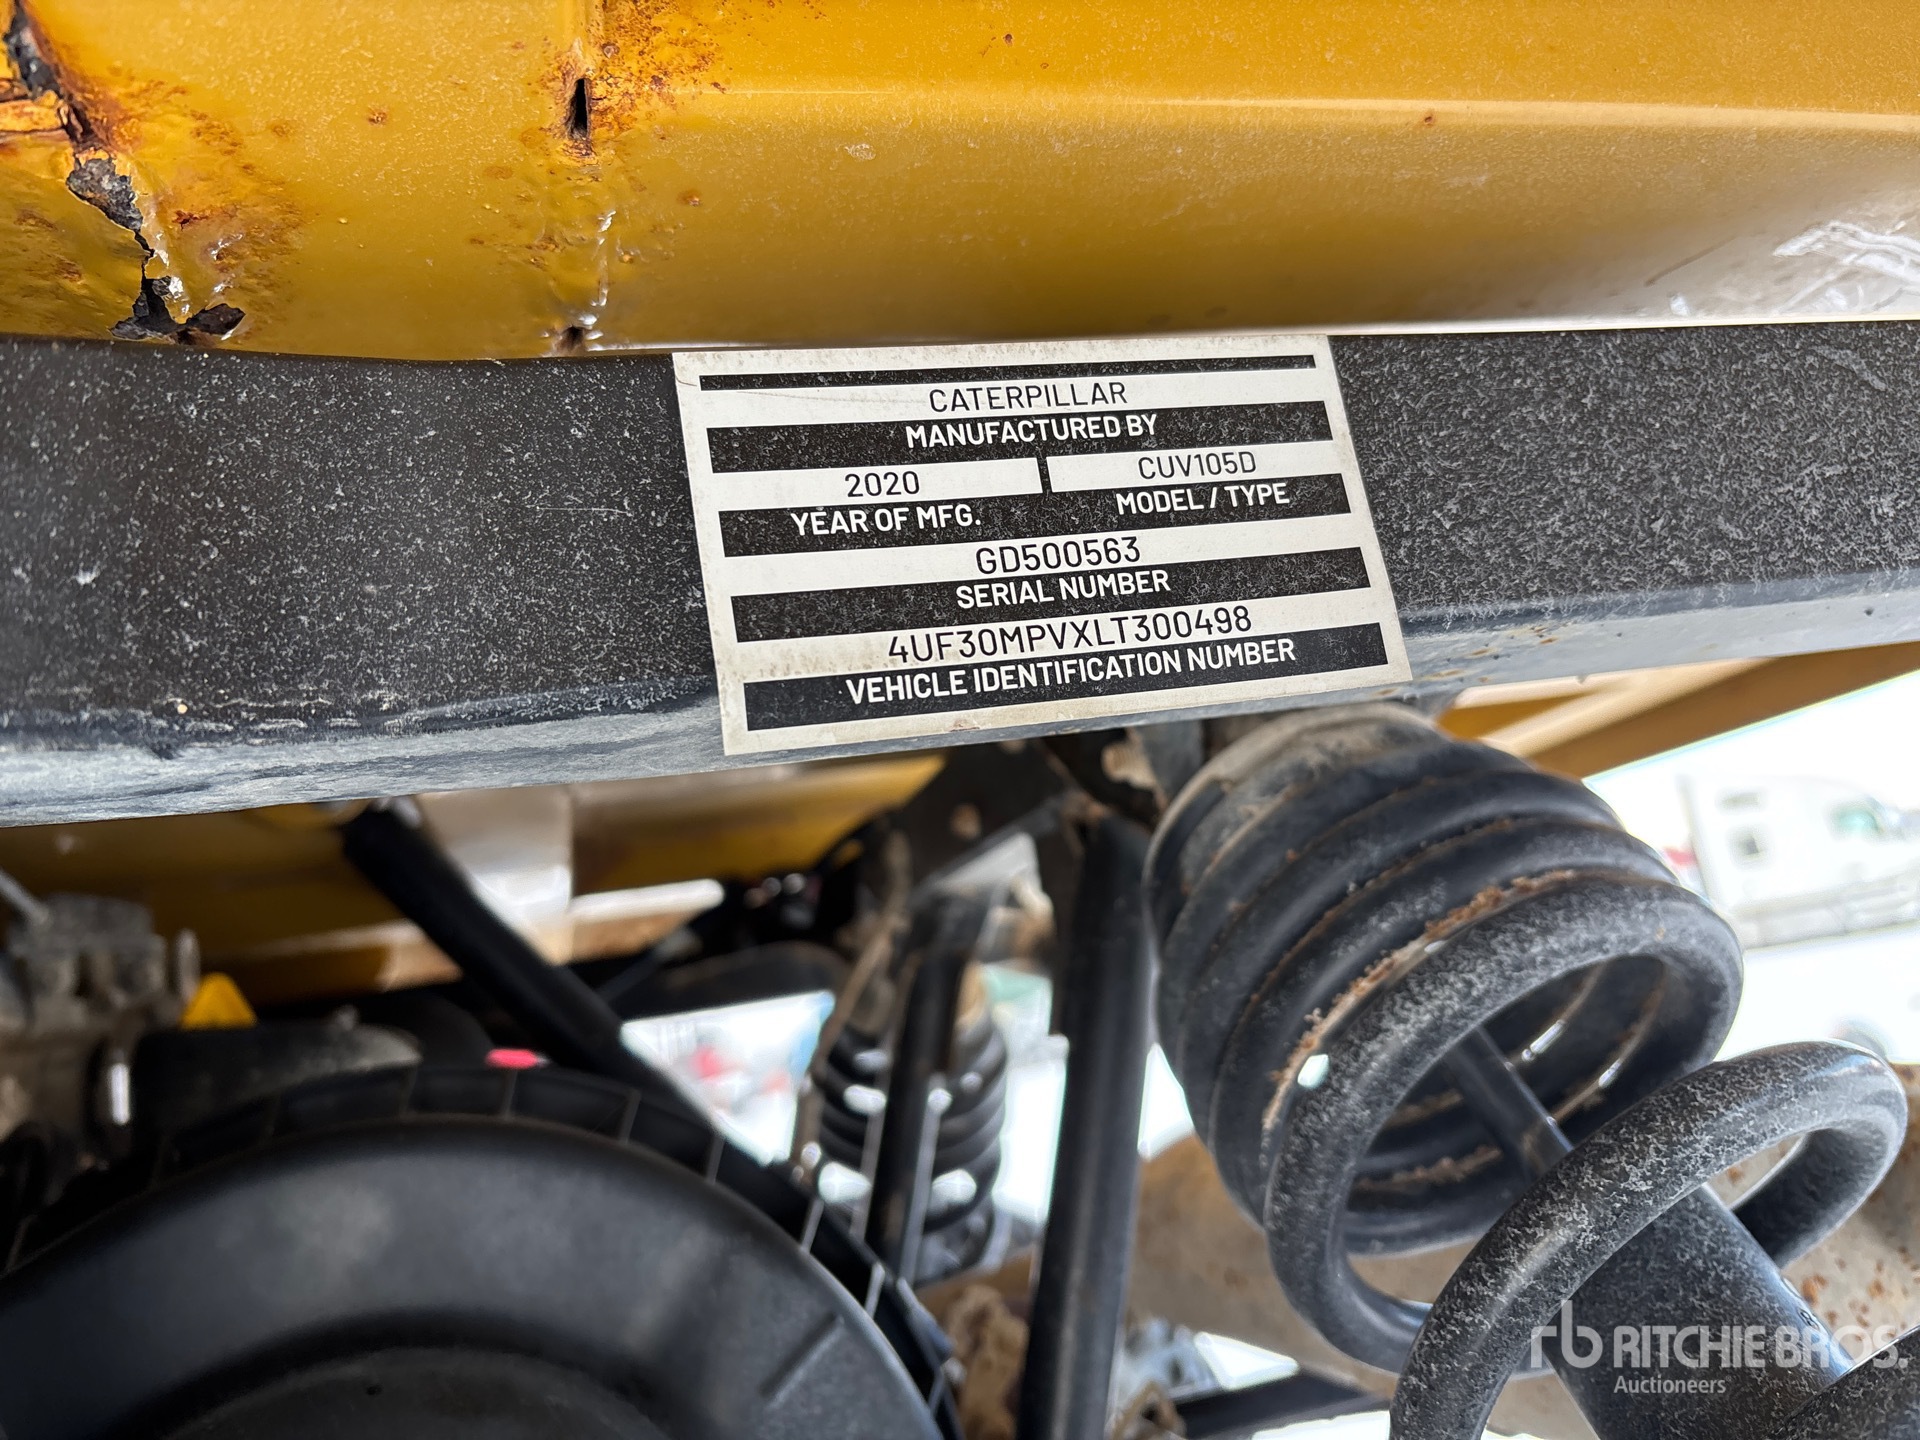 CATERPILLAR
MANUFACTURED BY
2020 CUV105D
YEAR OF MFG. MODEL / TYPE
GD500563
SERIAL NUMBER
4UF30MPVXLT300498
VEHICLE IDENTIFICATION NUMBER
rb RITCHIE BROS.
Auctioneers